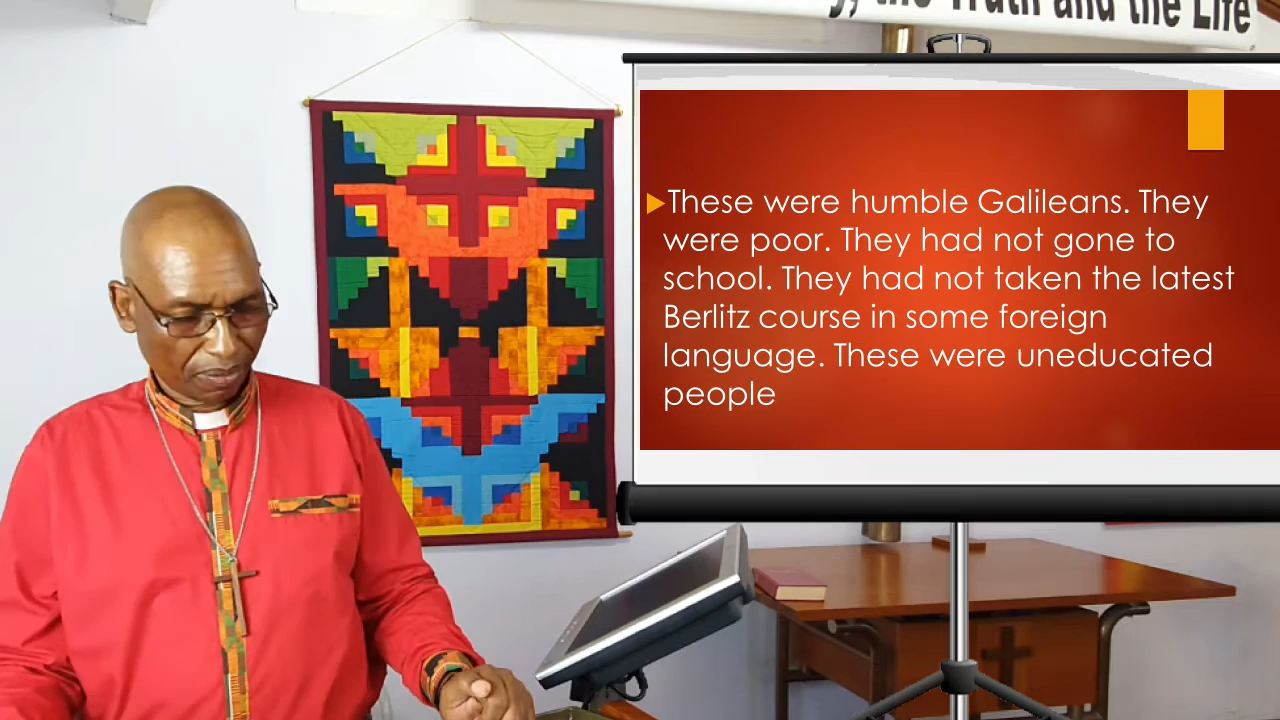 the Truth and the Life
These were humble Galileans. They
were poor. They had not gone to
school. They had not taken the latest
Berlitz course in some foreign
language. These were uneducated
people